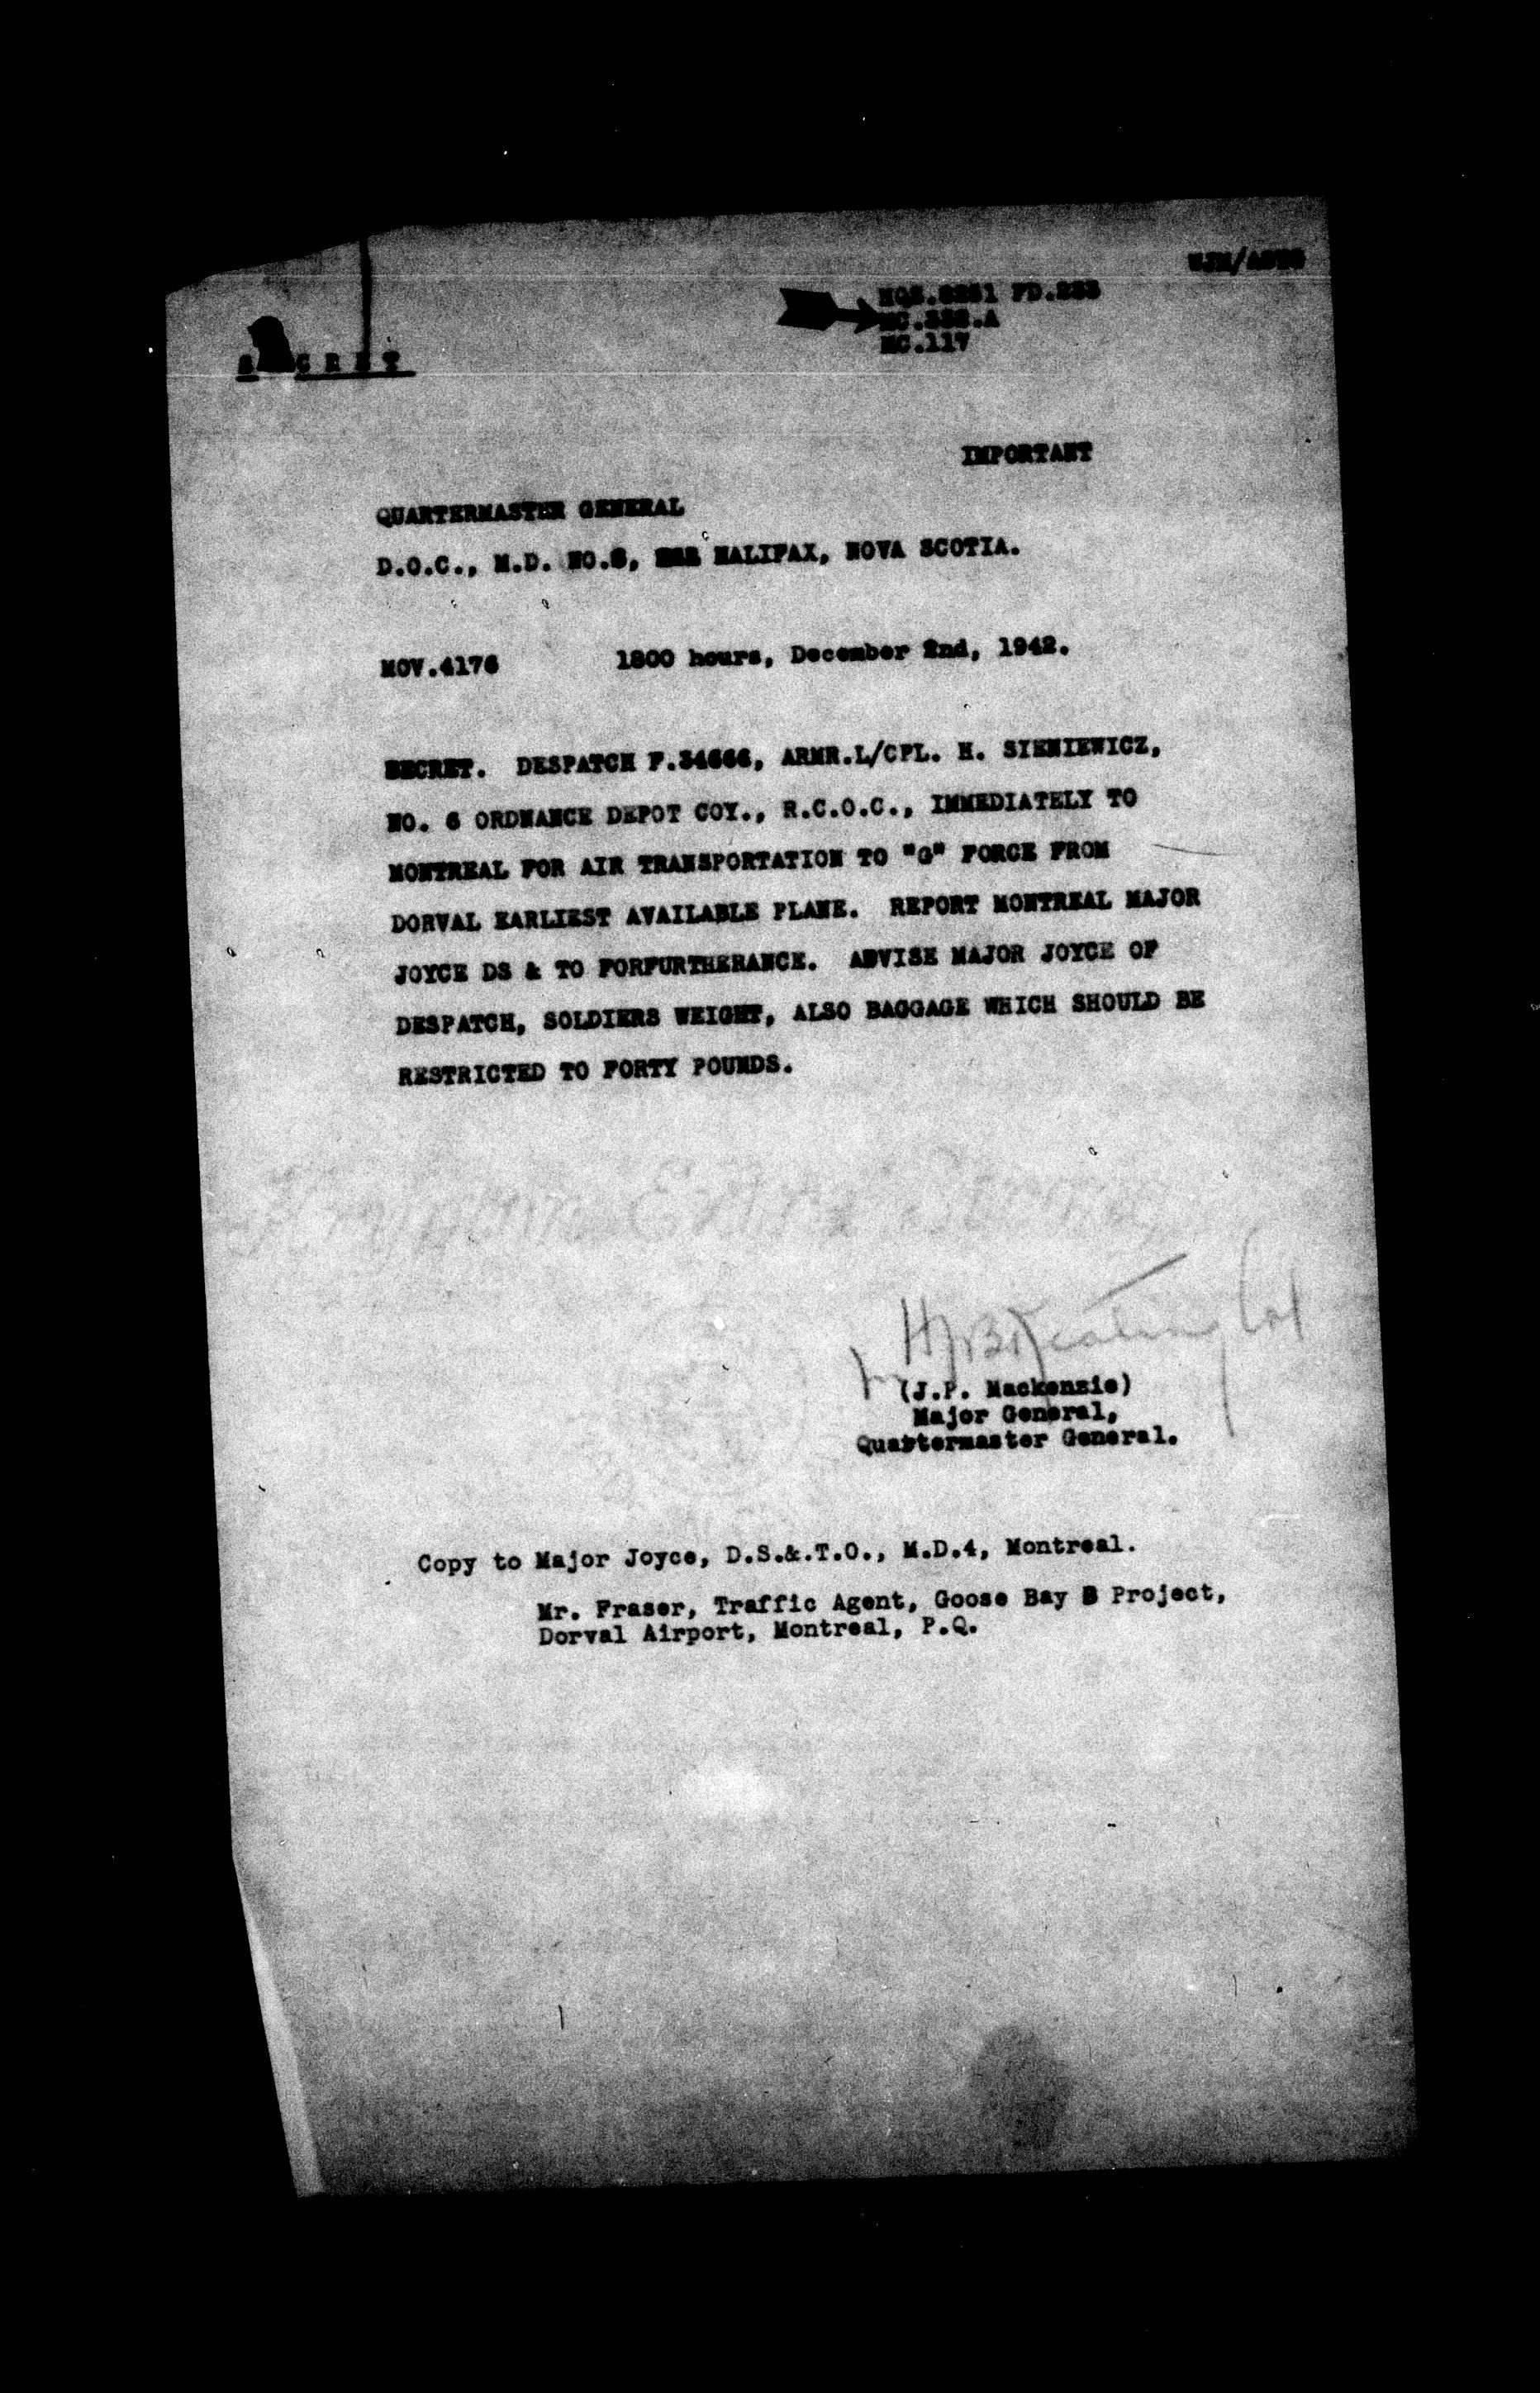 HQS.8251 FD.233
MC.338.A
MC.117
S CRET
IMPORTANT
QUARTERMASTER GENERAL
D.O.C., M.D. NO.6, HALIFAX, NOVA SCOTIA.
MOV.4176 1800 hours, December 2nd, 1942.
SECRET. DESPATCH F.34666, ARMR.L/CPL. H. SIENIEWICZ,
NO. 6 ORDNANCE DEPOT COY., R.C.O.C., IMMEDIATELY TO
MONTREAL FOR AIR TRANSPORTATION TO "G" FORCE FROM
DORVAL EARLIEST AVAILABLE PLANE. REPORT MONTREAL MAJOR
JOYCE DS & TO FORFURTHERANCE. ADVISE MAJOR JOYCE OF
DESPATCH, SOLDIERS WEIGHT, ALSO BAGGAGE WHICH SHOULD BE
RESTRICTED TO FORTY POUNDS.
(J.P. Mackenzie)
Major General,
Quartermaster General.
Copy to Major Joyce, D.S.&.T.O., M.D.4, Montreal.
Mr. Fraser, Traffic Agent, Goose Bay B Project,
Dorval Airport, Montreal, P.Q.